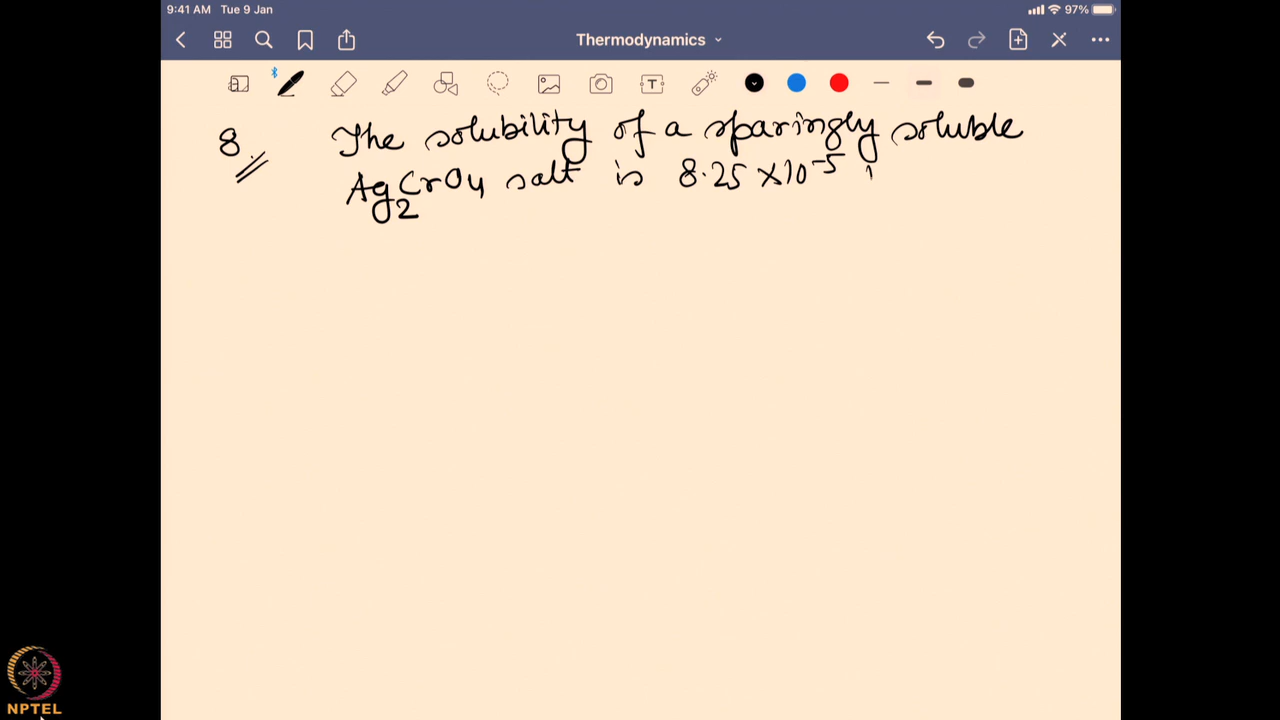 9:41 AM Tue 9 Jan
97%
Thermodynamics
T
8. The solubility of a sparingly soluble
Ag2CrO4 salt is 8.25 ×10-5
NPTEL